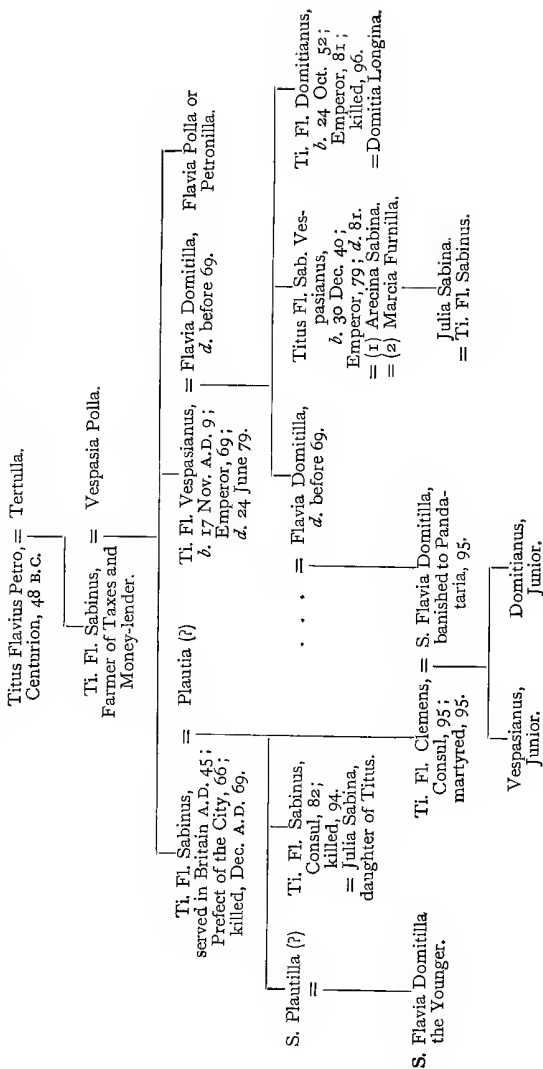 Titus Flavius Petro, = Tertulla.
Centurion, 48 B.C.
Ti. Fl. Sabinus, = Vespasia Polla.
Farmer of Taxes and
Money-lender.
Ti. Fl. Sabinus, = Plautia (?)
served in Britain A.D. 45;
Prefect of the City, 66;
killed, Dec. A.D. 69.
Ti. Fl. Vespasianus, = Flavia Domitilla,
b. 17 Nov. A.D. 9; d. before 69.
Emperor, 69;
d. 24 June 79.
Flavia Polla or
Petronilla.
S. Plautilla (?)
=
Ti. Fl. Sabinus,
Consul, 82;
killed, 94.
= Julia Sabina,
daughter of Titus.
. . . = Flavia Domitilla,
d. before 69.
Titus Fl. Sab. Ves-
pasianus,
b. 30 Dec. 40;
Emperor, 79; d. 81.
= (1) Arecina Sabina.
= (2) Marcia Furnilla.
Ti. Fl. Domitianus,
b. 24 Oct. 52;
Emperor, 81;
killed, 96.
= Domitia Longina.
S. Flavia Domitilla
the Younger.
Ti. Fl. Clemens, = S. Flavia Domitilla,
Consul, 95; banished to Panda-
martyred, 95. taria, 95.
Julia Sabina.
= Ti. Fl. Sabinus.
Vespasianus,
Junior.
Domitianus,
Junior.